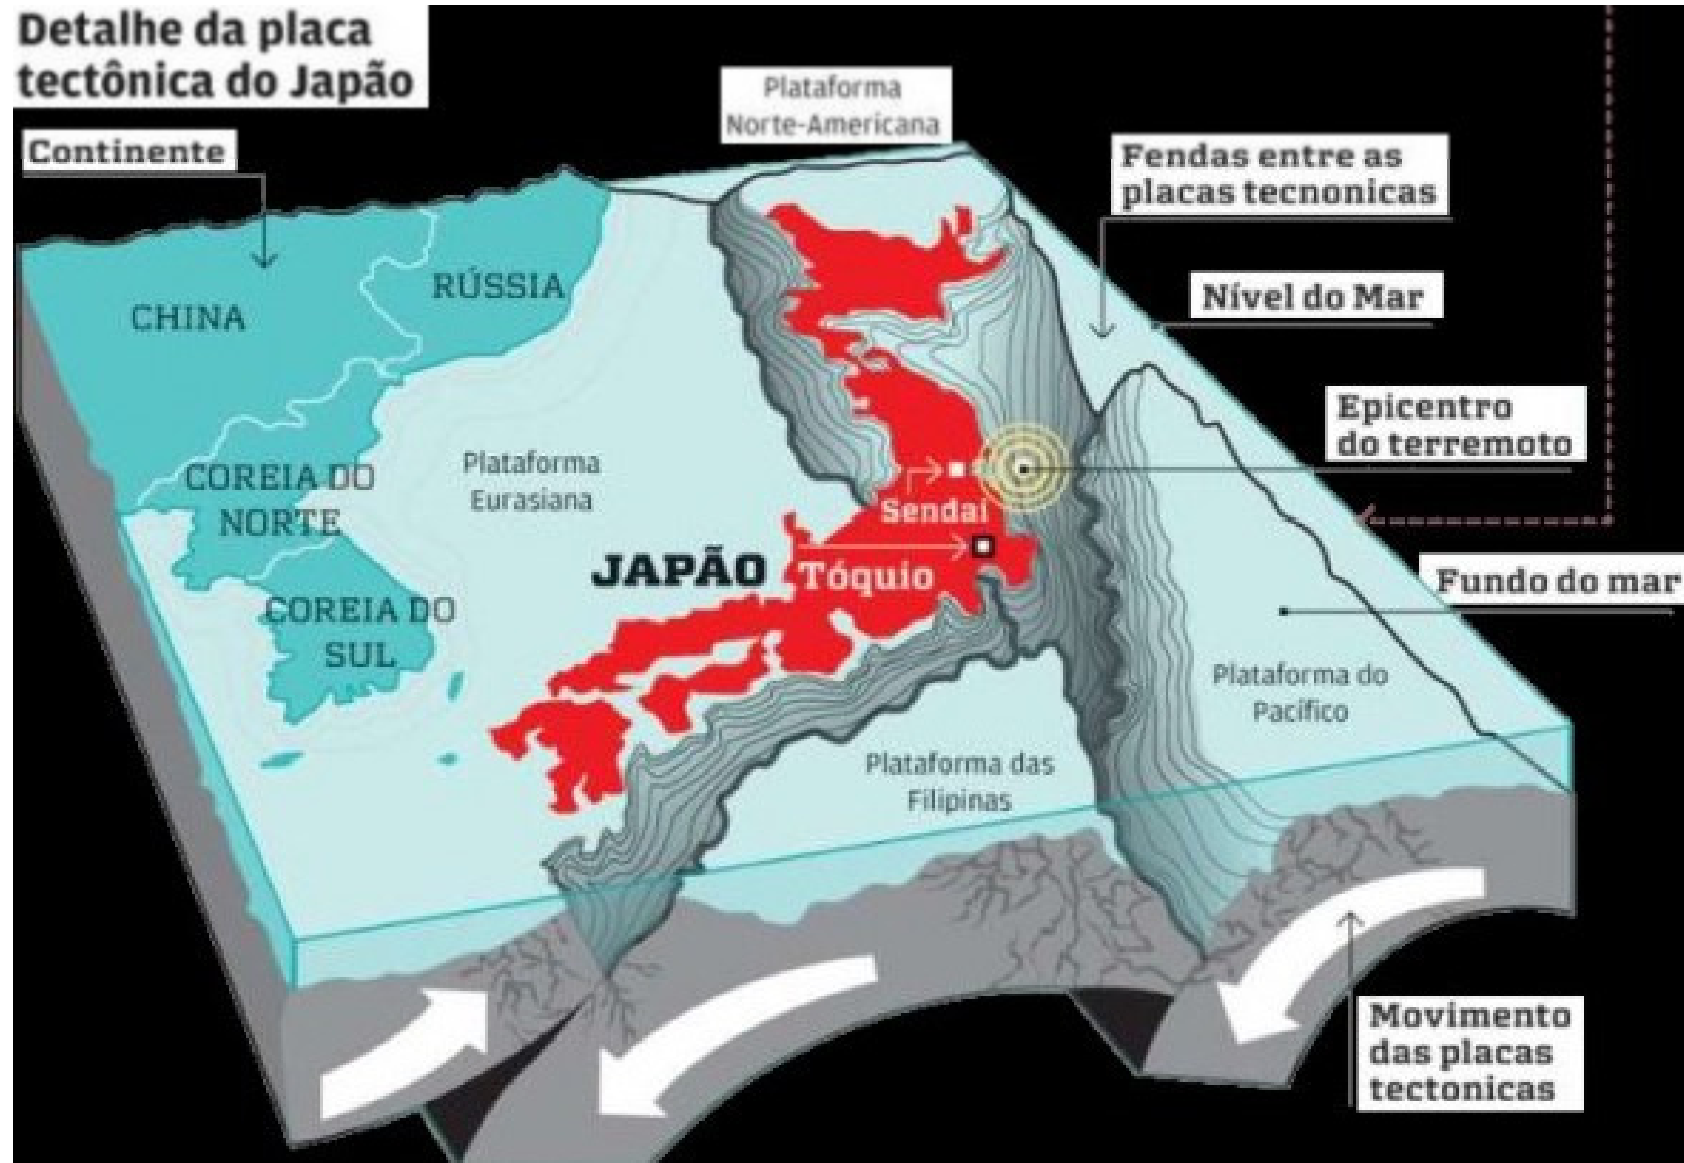 Detalhe da placa
tectônica do Japão
Continente
Plataforma
Norte-Americana
Fendas entre as
placas tecnonicas
Nível do Mar
Epicentro
do terremoto
Fundo do mar
CHINA
RÚSSIA
COREIA DO
NORTE
COREIA DO
SUL
Plataforma
Eurasiana
Sendai
JAPÃO
Tóquio
Plataforma do
Pacífico
Plataforma das
Filipinas
Movimento
das placas
tectonicas